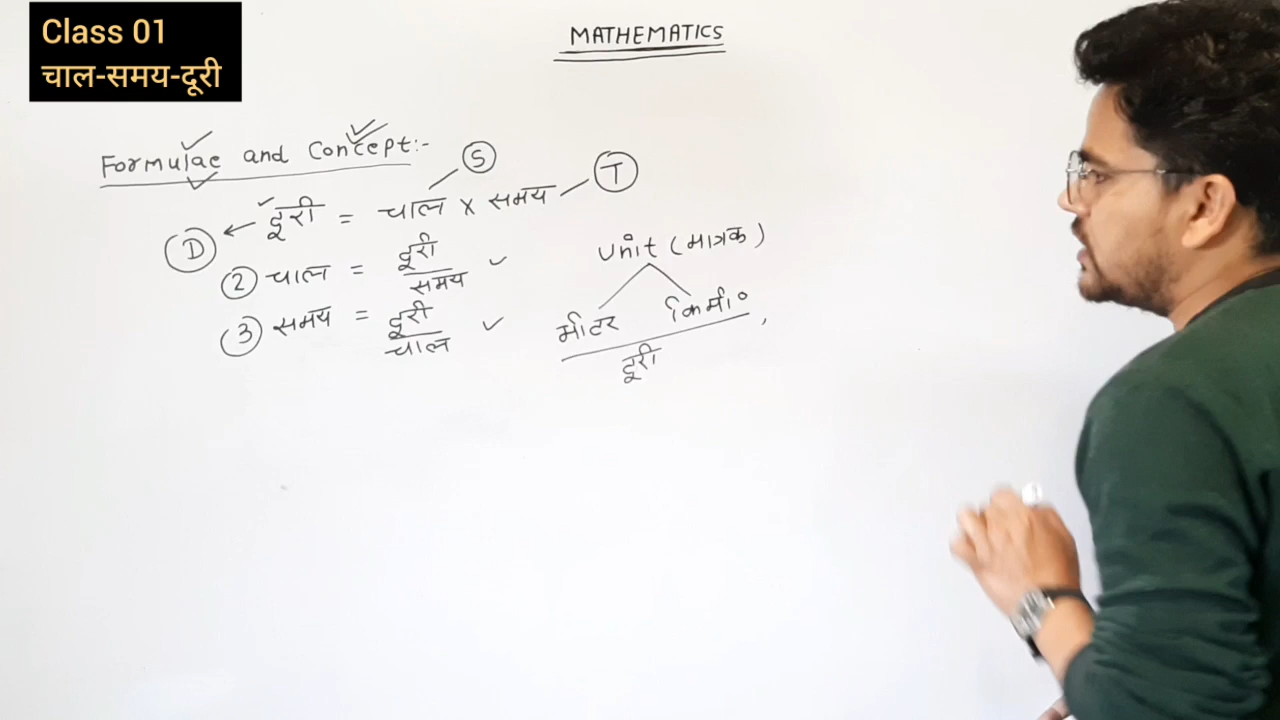 Class 01
चाल-समय-दूरी
MATHEMATICS
Formulae and Concept:-
S
T
D ← दूरी = चाल x समय
② चाल = दूरी / समय
③ समय = दूरी / चाल
Unit (मात्रक)
मीटर किमी०,
दूरी